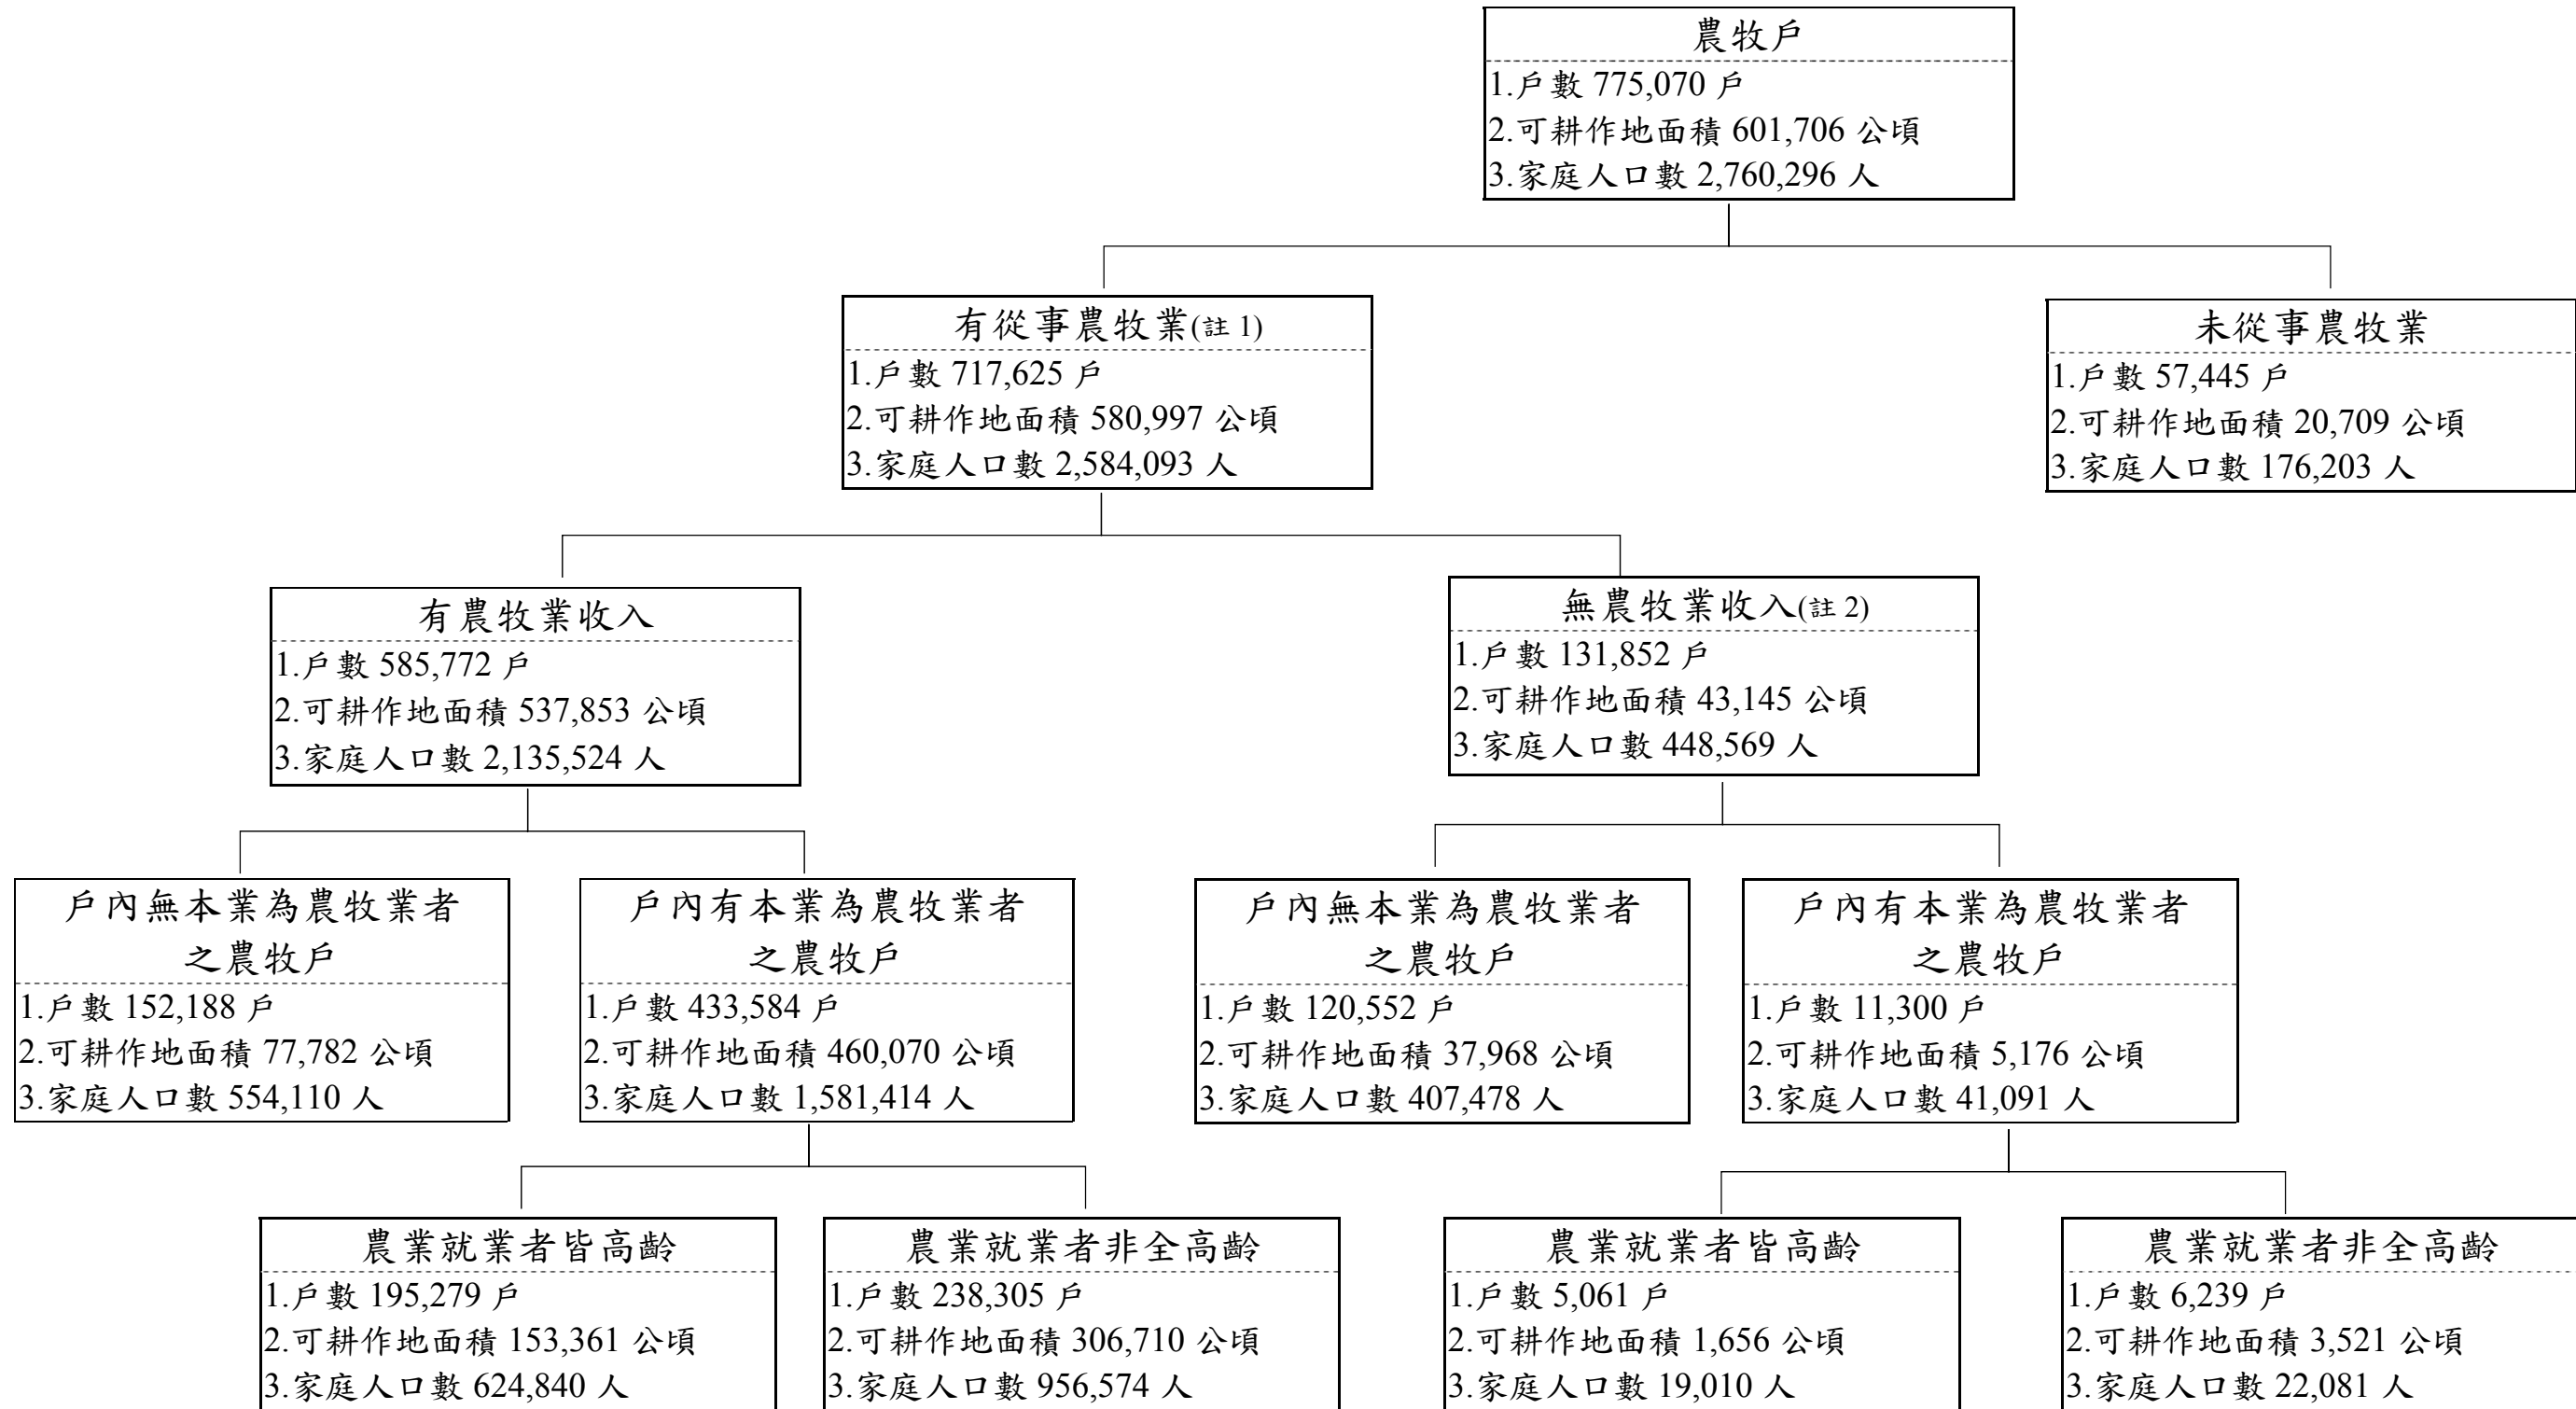 農牧戶
1.戶數 775,070 戶
2.可耕作地面積 601,706 公頃
3.家庭人口數 2,760,296 人
有從事農牧業(註 1)
1.戶數 717,625 戶
2.可耕作地面積 580,997 公頃
3.家庭人口數 2,584,093 人
未從事農牧業
1.戶數 57,445 戶
2.可耕作地面積 20,709 公頃
3.家庭人口數 176,203 人
有農牧業收入
1.戶數 585,772 戶
2.可耕作地面積 537,853 公頃
3.家庭人口數 2,135,524 人
無農牧業收入(註 2)
1.戶數 131,852 戶
2.可耕作地面積 43,145 公頃
3.家庭人口數 448,569 人
戶內無本業為農牧業者
之農牧戶
1.戶數 152,188 戶
2.可耕作地面積 77,782 公頃
3.家庭人口數 554,110 人
戶內有本業為農牧業者
之農牧戶
1.戶數 433,584 戶
2.可耕作地面積 460,070 公頃
3.家庭人口數 1,581,414 人
戶內無本業為農牧業者
之農牧戶
1.戶數 120,552 戶
2.可耕作地面積 37,968 公頃
3.家庭人口數 407,478 人
戶內有本業為農牧業者
之農牧戶
1.戶數 11,300 戶
2.可耕作地面積 5,176 公頃
3.家庭人口數 41,091 人
農業就業者皆高齡
1.戶數 195,279 戶
2.可耕作地面積 153,361 公頃
3.家庭人口數 624,840 人
農業就業者非全高齡
1.戶數 238,305 戶
2.可耕作地面積 306,710 公頃
3.家庭人口數 956,574 人
農業就業者皆高齡
1.戶數 5,061 戶
2.可耕作地面積 1,656 公頃
3.家庭人口數 19,010 人
農業就業者非全高齡
1.戶數 6,239 戶
2.可耕作地面積 3,521 公頃
3.家庭人口數 22,081 人